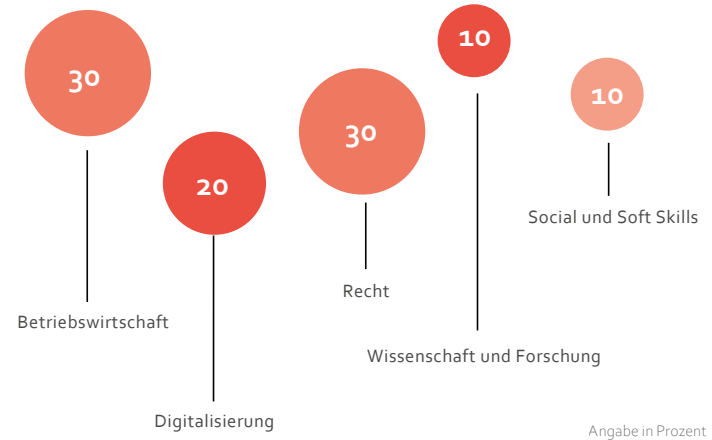 30
Betriebswirtschaft
20
Digitalisierung
30
Recht
10
Wissenschaft und Forschung
10
Social und Soft Skills
Angabe in Prozent